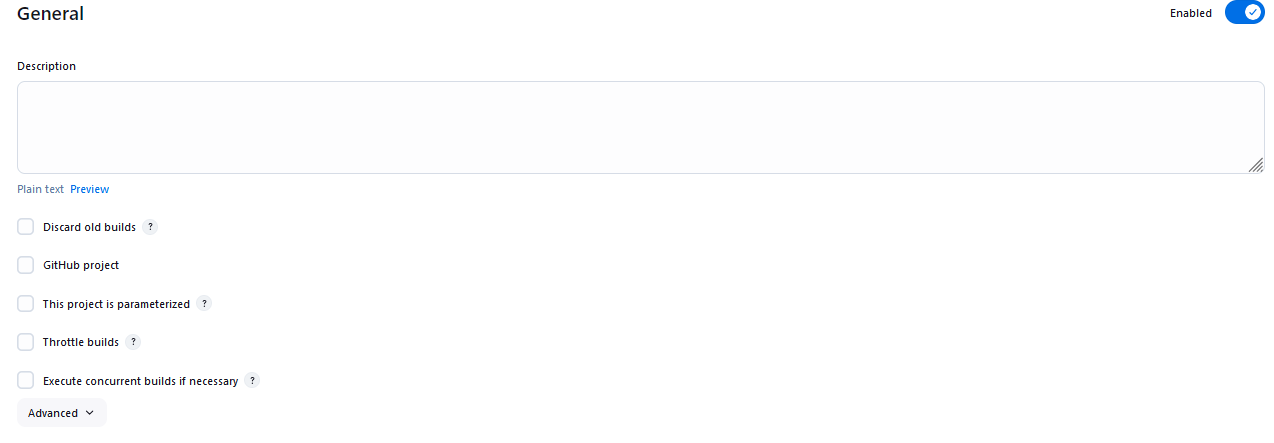 General
Enabled
Description
Plain text Preview
Discard old builds ?
GitHub project
This project is parameterized ?
Throttle builds ?
Execute concurrent builds if necessary ?
Advanced